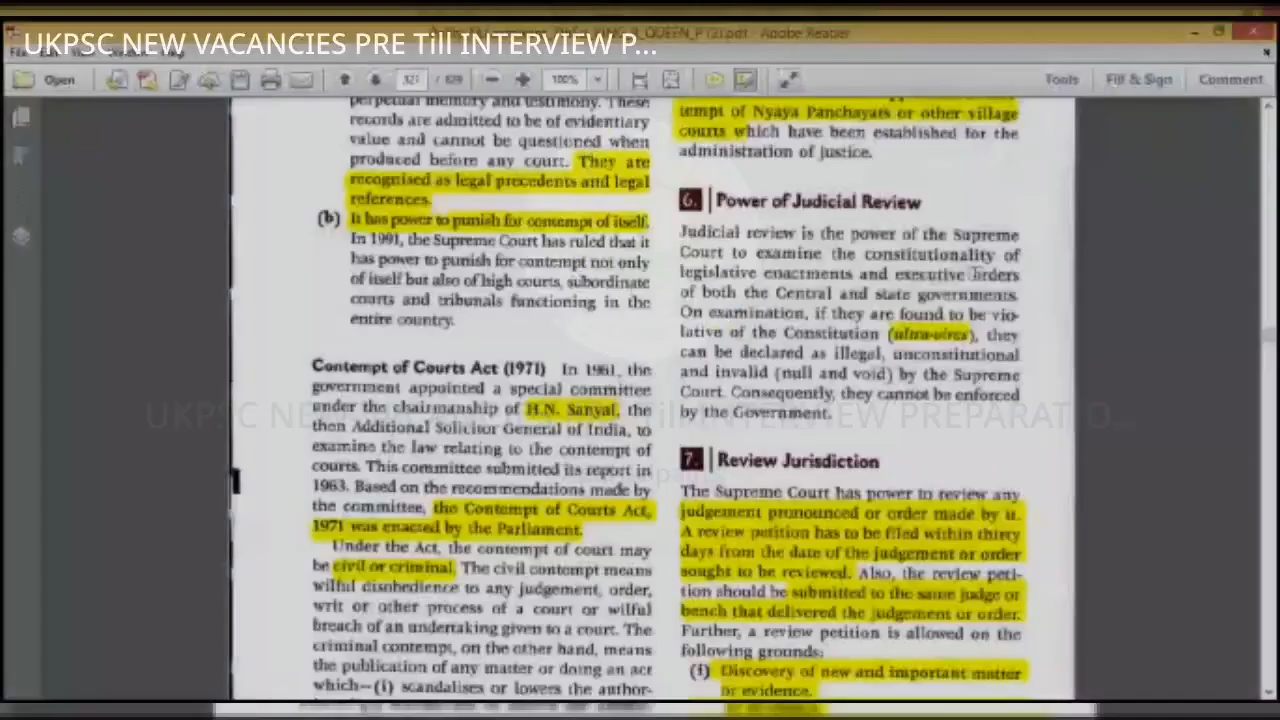 UKPSC NEW VACANCIES PRE Till INTERVIEW P...
QUEEN_P (2).pdf - Adobe Reader
Open
321 / 829
100%
Tools
Fill & Sign
Comment
perpetual memory and testimony. These
records are admitted to be of evidentiary
value and cannot be questioned when
produced before any court. They are
recognised as legal precedents and legal
references.
(b) It has power to punish for contempt of itself.
In 1991, the Supreme Court has ruled that it
has power to punish for contempt not only
of itself but also of high courts, subordinate
courts and tribunals functioning in the
entire country.
Contempt of Courts Act (1971) In 1961, the
government appointed a special committee
under the chairmanship of H.N. Sanyal, the
then Additional Solicitor General of India, to
examine the law relating to the contempt of
courts. This committee submitted its report in
1963. Based on the recommendations made by
the committee, the Contempt of Courts Act,
1971 was enacted by the Parliament.
Under the Act, the contempt of court may
be civil or criminal. The civil contempt means
wilful disobedience to any judgement, order,
writ or other process of a court or wilful
breach of an undertaking given to a court. The
criminal contempt, on the other hand, means
the publication of any matter or doing an act
which—(i) scandalises or lowers the author-
tempt of Nyaya Panchayats or other village
courts which have been established for the
administration of justice.
6. Power of Judicial Review
Judicial review is the power of the Supreme
Court to examine the constitutionality of
legislative enactments and executive orders
of both the Central and state governments.
On examination, if they are found to be vio-
lative of the Constitution (ultra-vires), they
can be declared as illegal, unconstitutional
and invalid (null and void) by the Supreme
Court. Consequently, they cannot be enforced
by the Government.
7. Review Jurisdiction
The Supreme Court has power to review any
judgement pronounced or order made by it.
A review petition has to be filed within thirty
days from the date of the judgement or order
sought to be reviewed. Also, the review peti-
tion should be submitted to the same judge or
bench that delivered the judgement or order.
Further, a review petition is allowed on the
following grounds:
(i) Discovery of new and important matter
or evidence.
UKPSC NE Till INTERVIEW PREPARATIO...